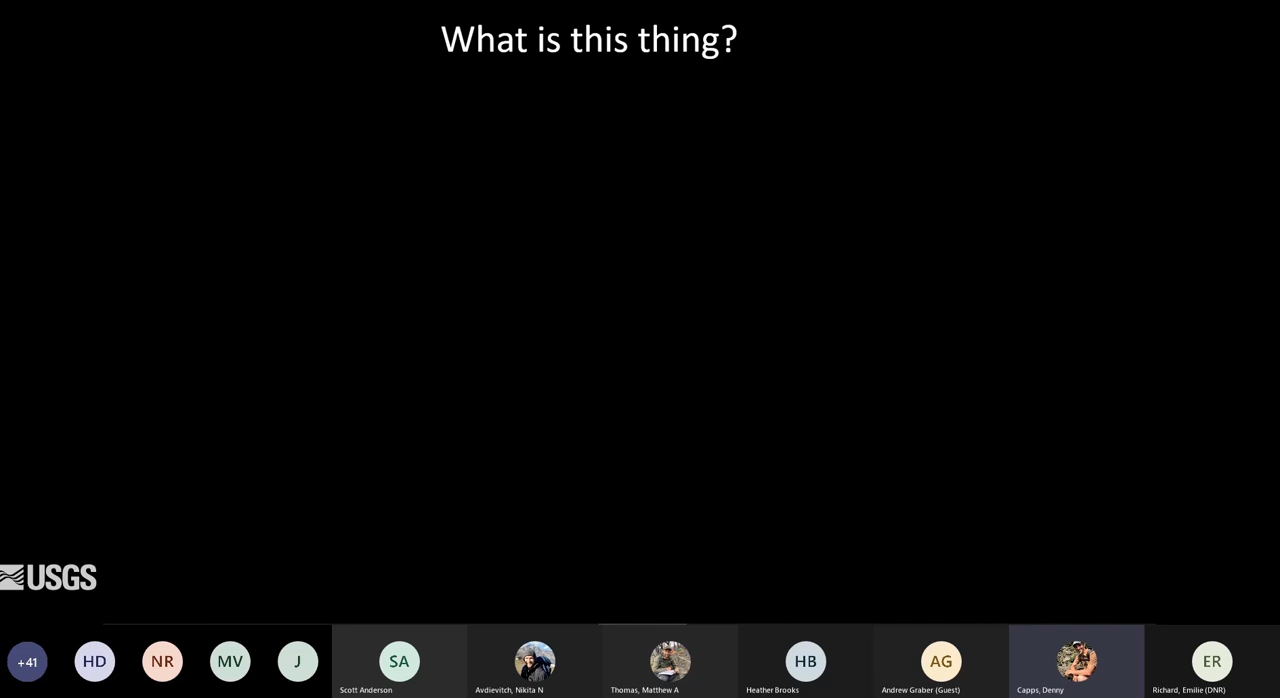 What is this thing?
USGS
+41
HD
NR
MV
J
SA
HB
AG
ER
Scott Anderson
Avdievitch, Nikita N
Thomas, Matthew A
Heather Brooks
Andrew Graber (Guest)
Capps, Denny
Richard, Emilie (DNR)